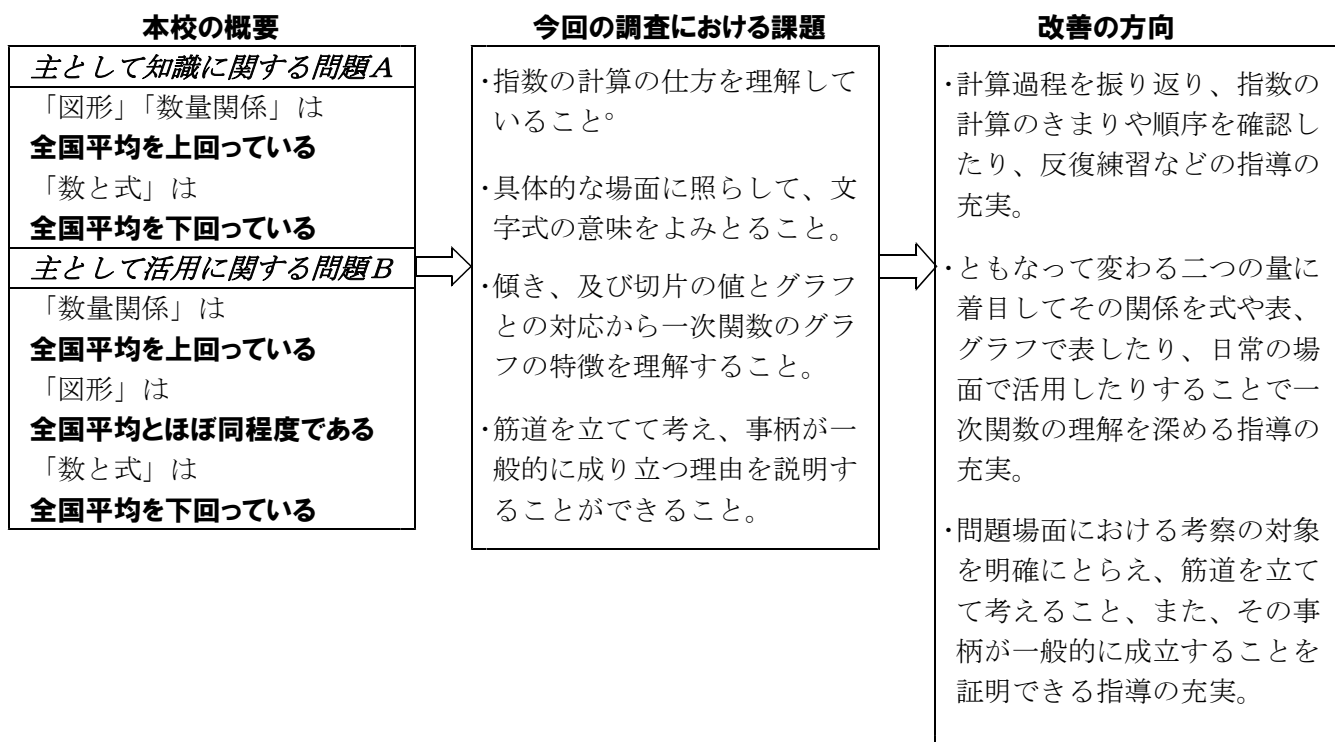 本校の概要
主として知識に関する問題A
「図形」「数量関係」は
全国平均を上回っている
「数と式」は
全国平均を下回っている
主として活用に関する問題B
「数量関係」は
全国平均を上回っている
「図形」は
全国平均とほぼ同程度である
「数と式」は
全国平均を下回っている
今回の調査における課題
・指数の計算の仕方を理解して
いること。
・具体的な場面に照らして、文
字式の意味をよみとること。
・傾き、及び切片の値とグラフ
との対応から一次関数のグラ
フの特徴を理解すること。
・筋道を立てて考え、事柄が一
般的に成り立つ理由を説明す
ることができること。
改善の方向
・計算過程を振り返り、指数の
計算のきまりや順序を確認し
たり、反復練習などの指導の
充実。
・ともなって変わる二つの量に
着目してその関係を式や表、
グラフで表したり、日常の場
面で活用したりすることで一
次関数の理解を深める指導の
充実。
・問題場面における考察の対象
を明確にとらえ、筋道を立て
て考えること、また、その事
柄が一般的に成立することを
証明できる指導の充実。